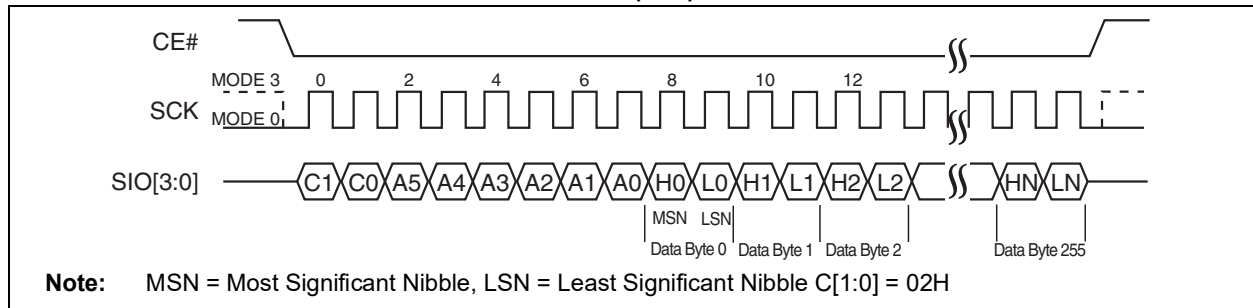 CE#
MODE 3 0 2 4 6 8 10 12
SCK MODE 0
SIO[3:0] C1 C0 A5 A4 A3 A2 A1 A0 H0 L0 H1 L1 H2 L2 HN LN
MSN LSN
Data Byte 0 Data Byte 1 Data Byte 2 Data Byte 255
Note: MSN = Most Significant Nibble, LSN = Least Significant Nibble C[1:0] = 02H